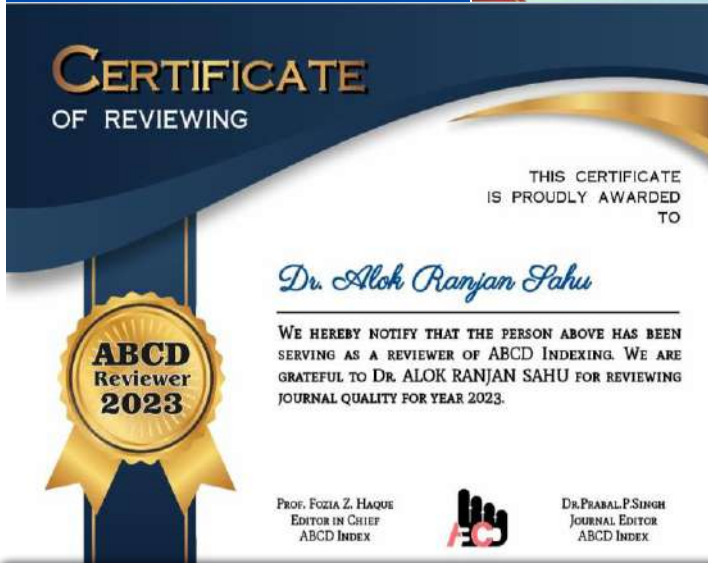 CERTIFICATE
OF REVIEWING
THIS CERTIFICATE
IS PROUDLY AWARDED
TO
Dr. Alok Ranjan Sahu
WE HEREBY NOTIFY THAT THE PERSON ABOVE HAS BEEN
SERVING AS A REVIEWER OF ABCD INDEXING. WE ARE
GRATEFUL TO DR. ALOK RANJAN SAHU FOR REVIEWING
JOURNAL QUALITY FOR YEAR 2023.
ABCD
Reviewer
2023
PROF. FOZIA Z. HAQUE
EDITOR IN CHIEF
ABCD INDEX
ABCD
DR.PRABAL.P.SINGH
JOURNAL EDITOR
ABCD INDEX